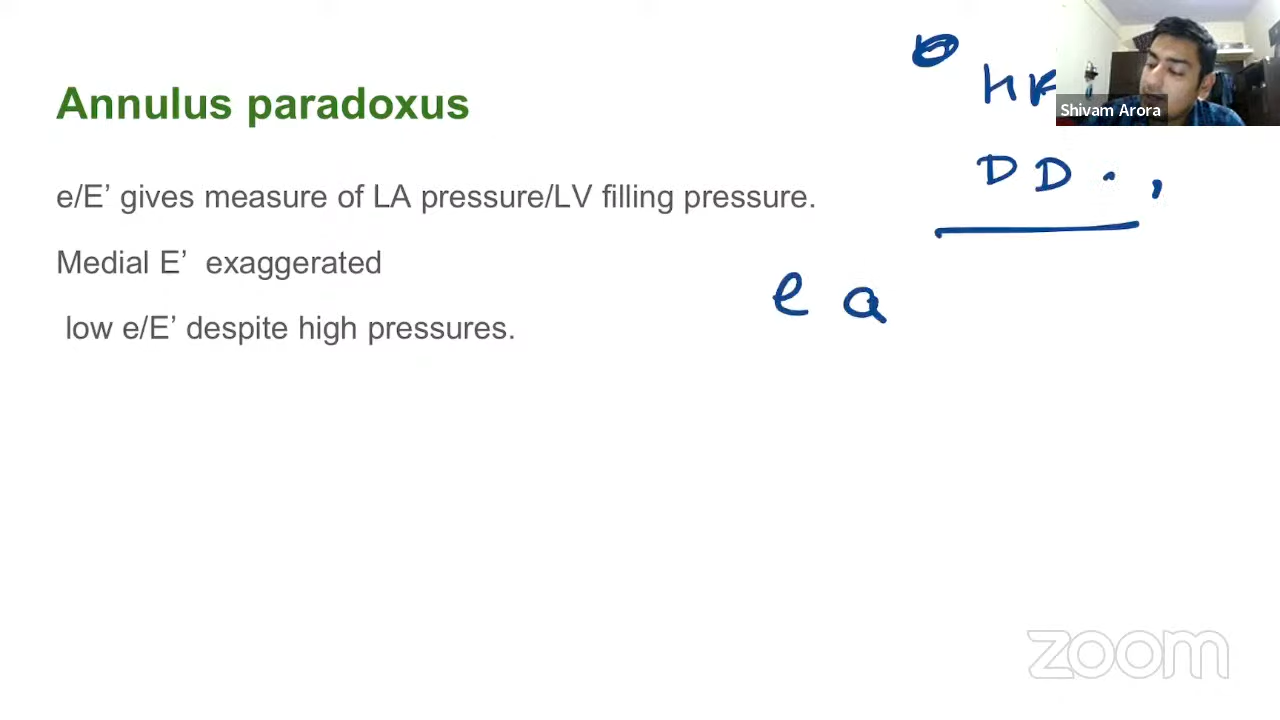 Annulus paradoxus
e/E’ gives measure of LA pressure/LV filling pressure.
Medial E’ exaggerated
low e/E’ despite high pressures.
H
D D . ,
e a
Shivam Arora
zoom